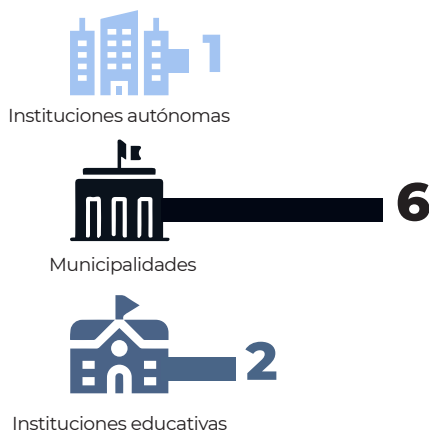 1
Instituciones autónomas
6
Municipalidades
2
Instituciones educativas